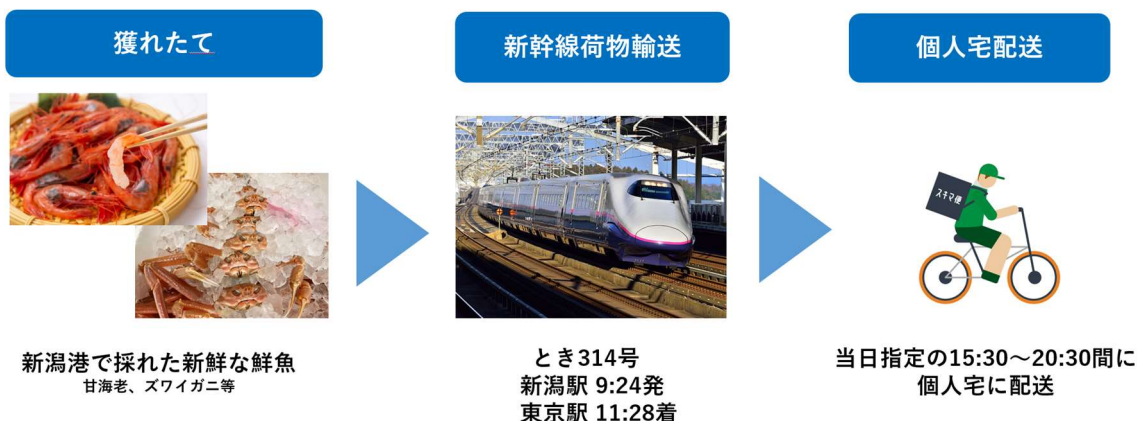 獲れたて
新幹線荷物輸送
個人宅配送
スキマ便
新潟港で採れた新鮮な鮮魚
甘海老、ズワイガニ等
とき314号
新潟駅 9:24発
東京駅 11:28着
当日指定の15:30～20:30間に
個人宅に配送